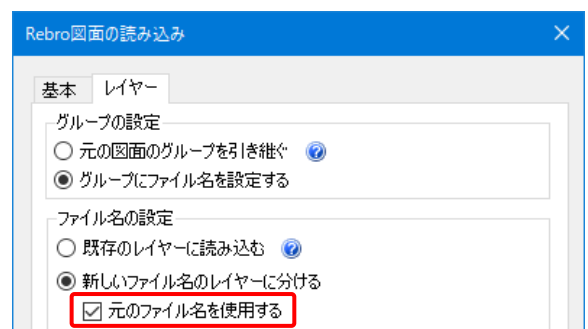 Rebro図面の読み込み
基本 レイヤー
グループの設定
元の図面のグループを引き継ぐ
グループにファイル名を設定する
ファイル名の設定
既存のレイヤーに読み込む
新しいファイル名のレイヤーに分ける
元のファイル名を使用する